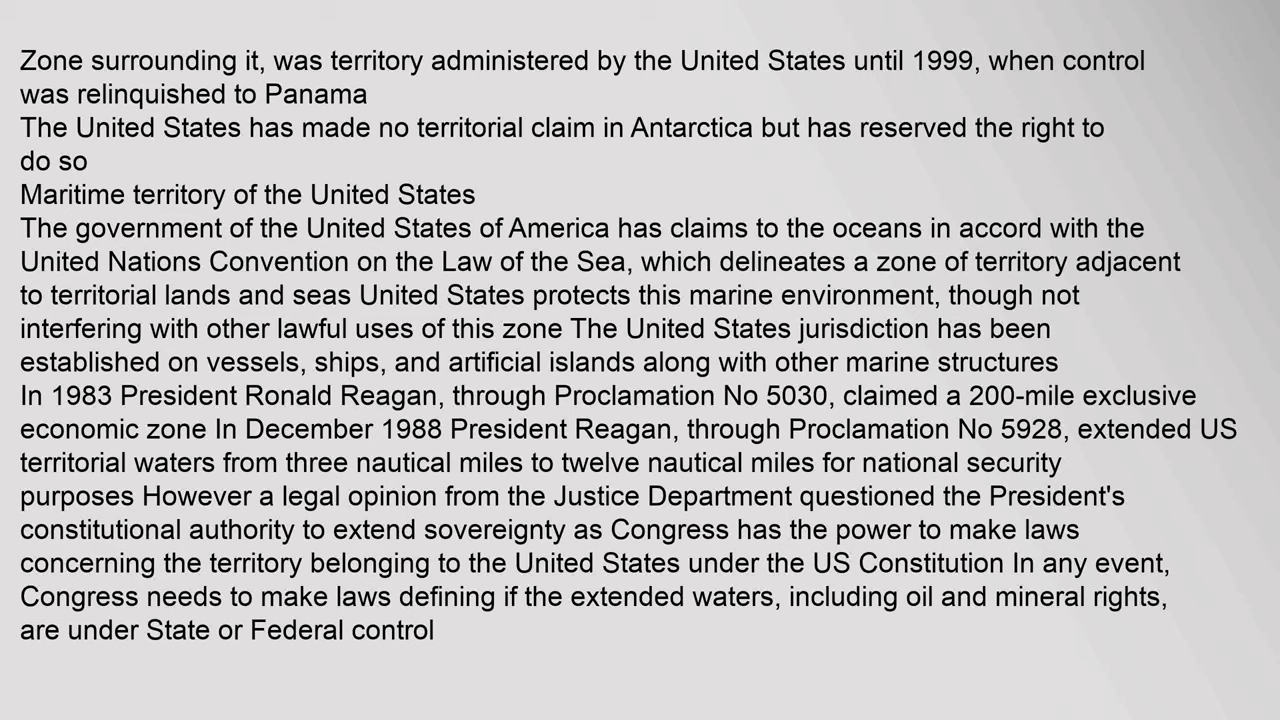 Zone surrounding it, was territory administered by the United States until 1999, when control
was relinquished to Panama
The United States has made no territorial claim in Antarctica but has reserved the right to
do so
Maritime territory of the United States
The government of the United States of America has claims to the oceans in accord with the
United Nations Convention on the Law of the Sea, which delineates a zone of territory adjacent
to territorial lands and seas United States protects this marine environment, though not
interfering with other lawful uses of this zone The United States jurisdiction has been
established on vessels, ships, and artificial islands along with other marine structures
In 1983 President Ronald Reagan, through Proclamation No 5030, claimed a 200-mile exclusive
economic zone In December 1988 President Reagan, through Proclamation No 5928, extended US
territorial waters from three nautical miles to twelve nautical miles for national security
purposes However a legal opinion from the Justice Department questioned the President's
constitutional authority to extend sovereignty as Congress has the power to make laws
concerning the territory belonging to the United States under the US Constitution In any event,
Congress needs to make laws defining if the extended waters, including oil and mineral rights,
are under State or Federal control